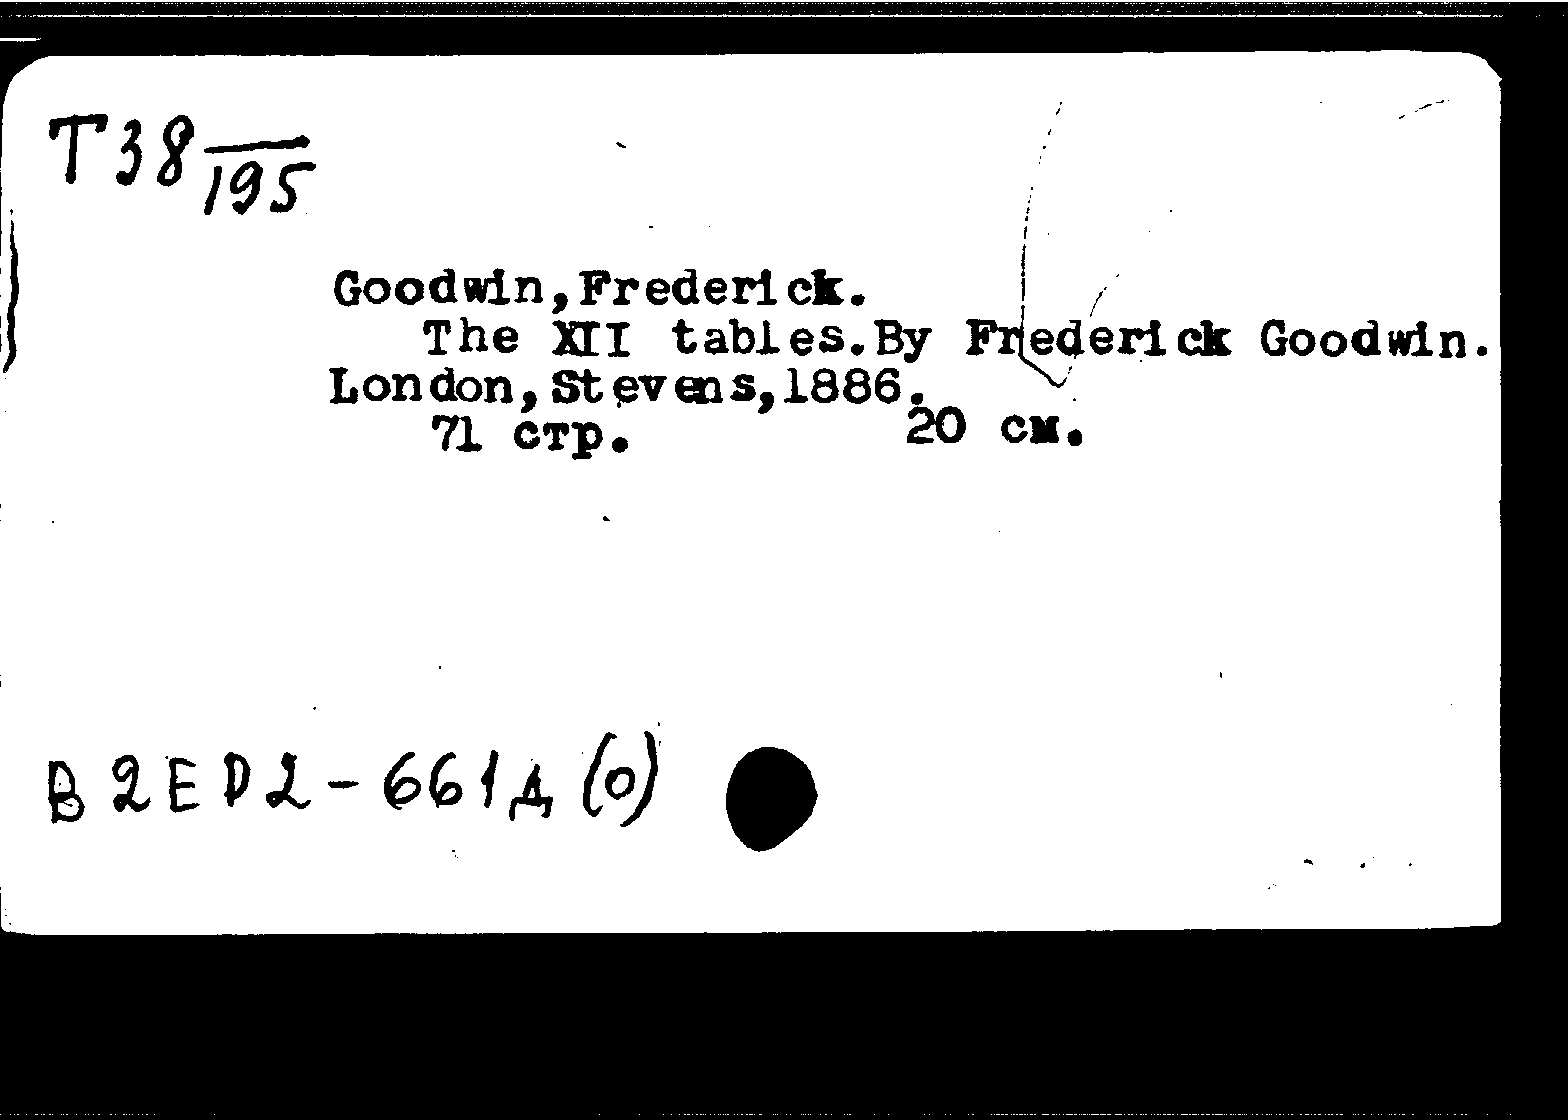 T38/195
Goodwin,Frederick.
The XII tables.By Frederick Goodwin.
London,Stevens,1886.
71 стр. 20 см.
B2ED2-661д(0)